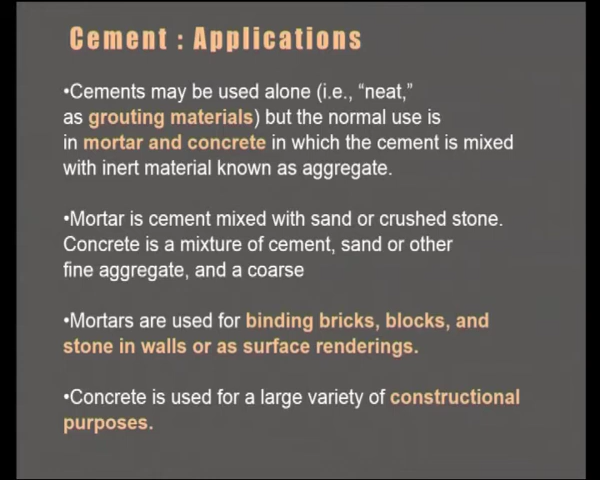 Cement : Applications
•Cements may be used alone (i.e., “neat,”
as grouting materials) but the normal use is
in mortar and concrete in which the cement is mixed
with inert material known as aggregate.
•Mortar is cement mixed with sand or crushed stone.
Concrete is a mixture of cement, sand or other
fine aggregate, and a coarse
•Mortars are used for binding bricks, blocks, and
stone in walls or as surface renderings.
•Concrete is used for a large variety of constructional
purposes.